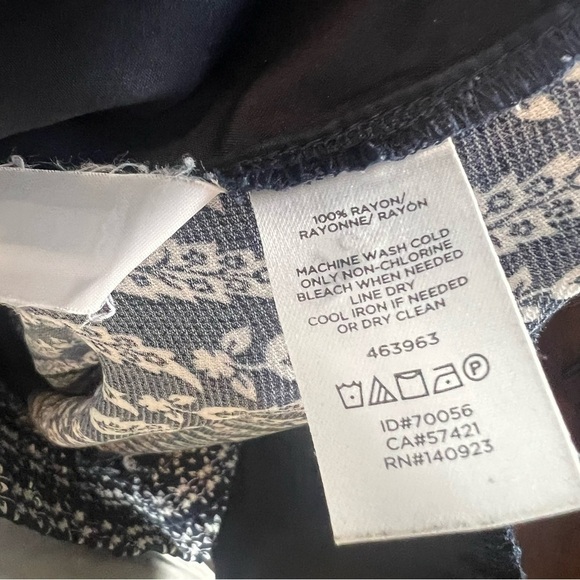 100% RAYON/
RAYONNE/ RAYÓN
MACHINE WASH COLD
ONLY NON-CHLORINE
BLEACH WHEN NEEDED
LINE DRY
COOL IRON IF NEEDED
OR DRY CLEAN
463963
P
ID#70056
CA#57421
RN#140923